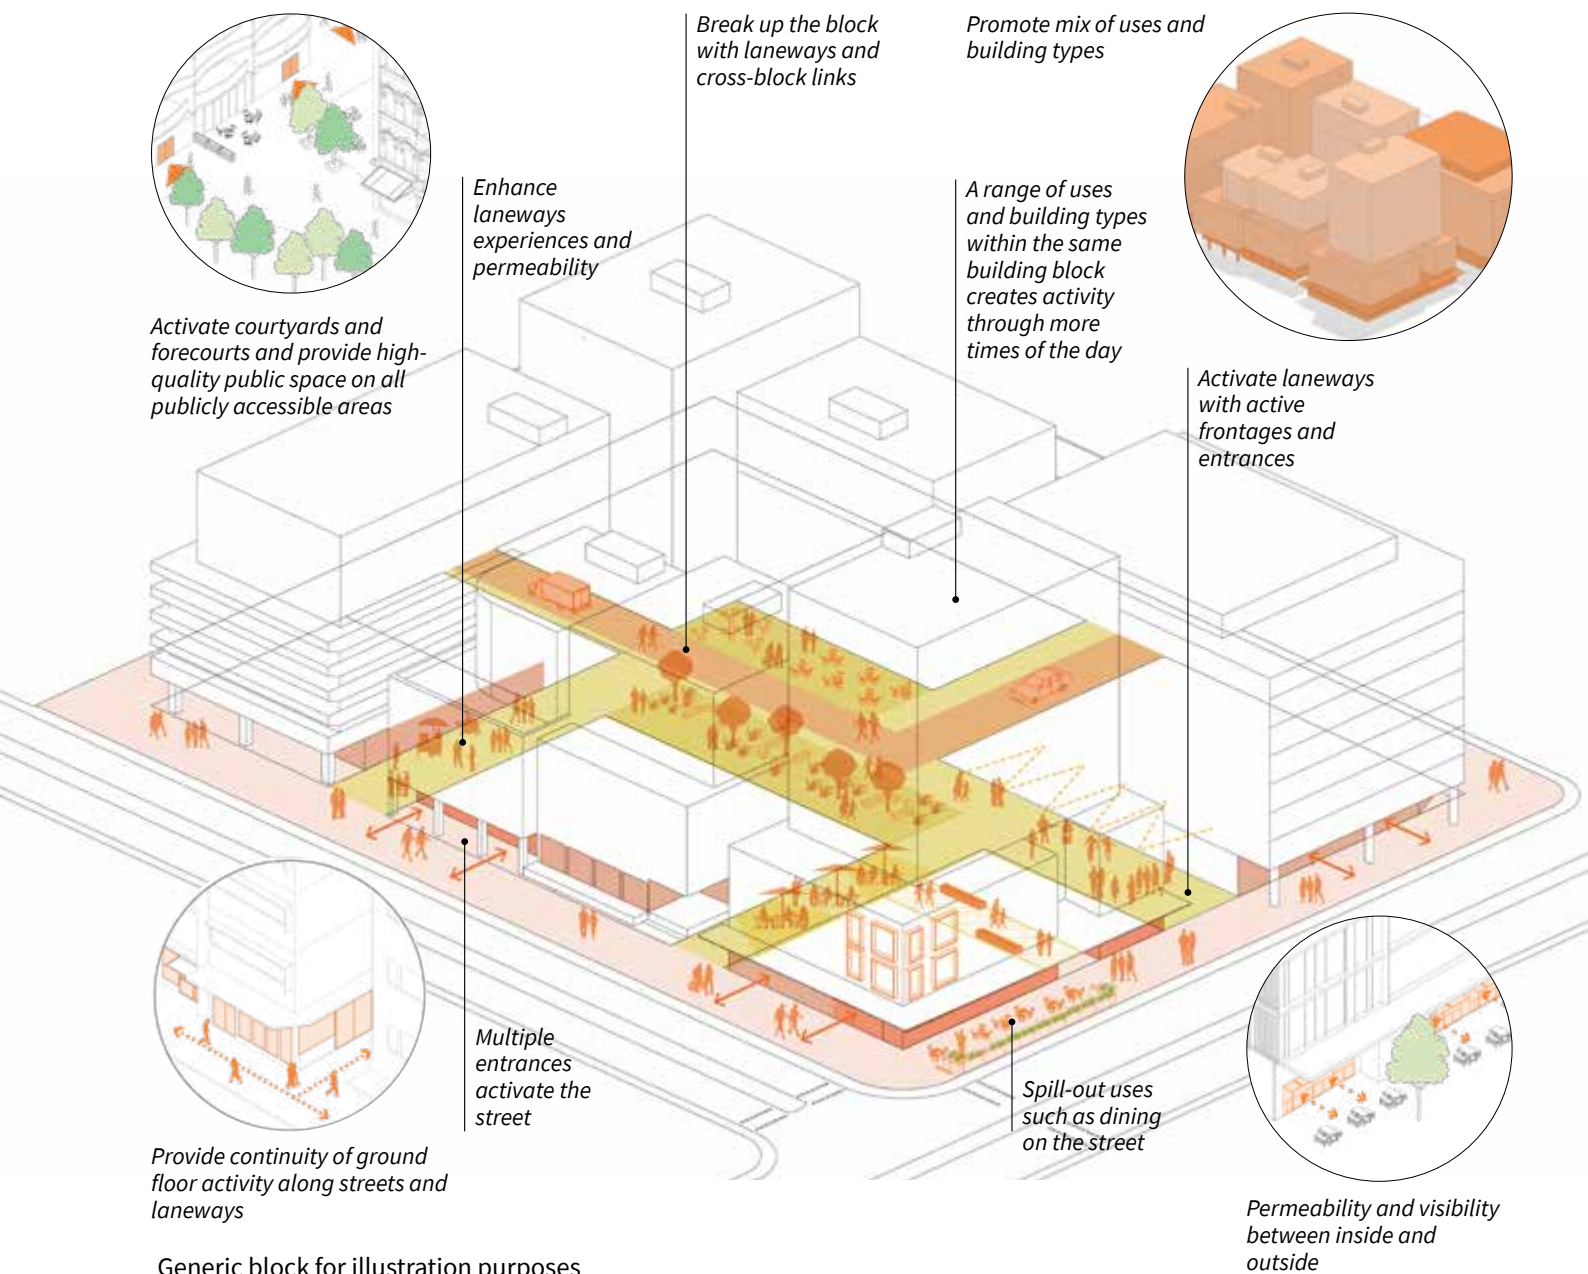 Break up the block
with laneways and
cross-block links
Promote mix of uses and
building types
Enhance
laneways
experiences and
permeability
A range of uses
and building types
within the same
building block
creates activity
through more
times of the day
Activate courtyards and
forecourts and provide high-
quality public space on all
publicly accessible areas
Activate laneways
with active
frontages and
entrances
Multiple
entrances
activate the
street
Spill-out uses
such as dining
on the street
Provide continuity of ground
floor activity along streets and
laneways
Permeability and visibility
between inside and
outside
Generic block for illustration purposes